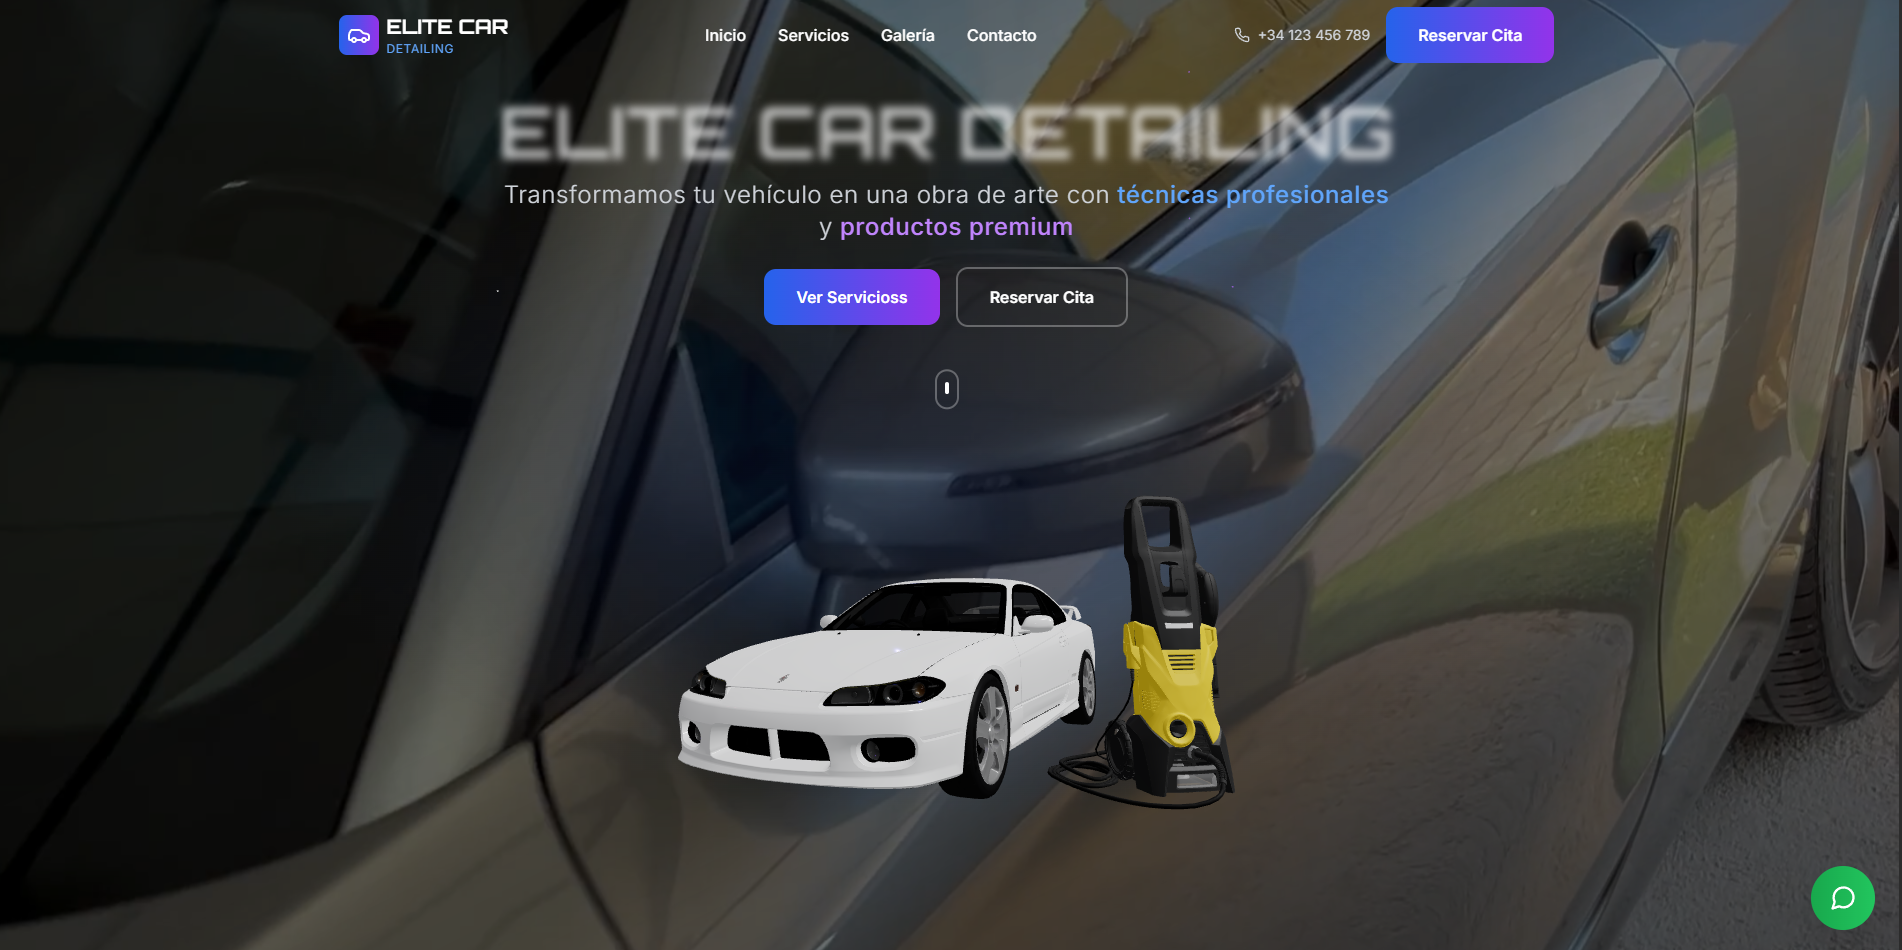 ELITE CAR
DETAILING
Inicio Servicios Galería Contacto
+34 123 456 789
Reservar Cita
ELITE CAR DETAILING
Transformamos tu vehículo en una obra de arte con técnicas profesionales
y productos premium
Ver Servicioss
Reservar Cita